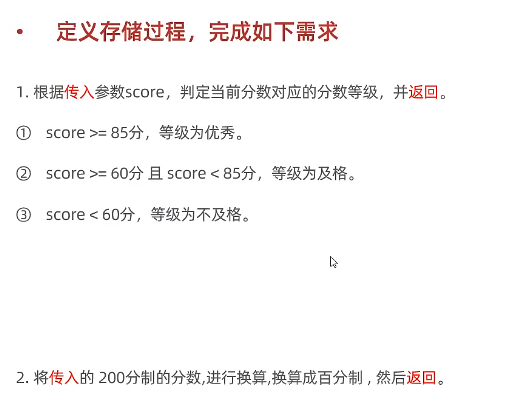 • 定义存储过程，完成如下需求
1. 根据传入参数score，判定当前分数对应的分数等级，并返回。
① score >= 85分，等级为优秀。
② score >= 60分 且 score < 85分，等级为及格。
③ score < 60分，等级为不及格。
2. 将传入的 200分制的分数,进行换算,换算成百分制 , 然后返回。